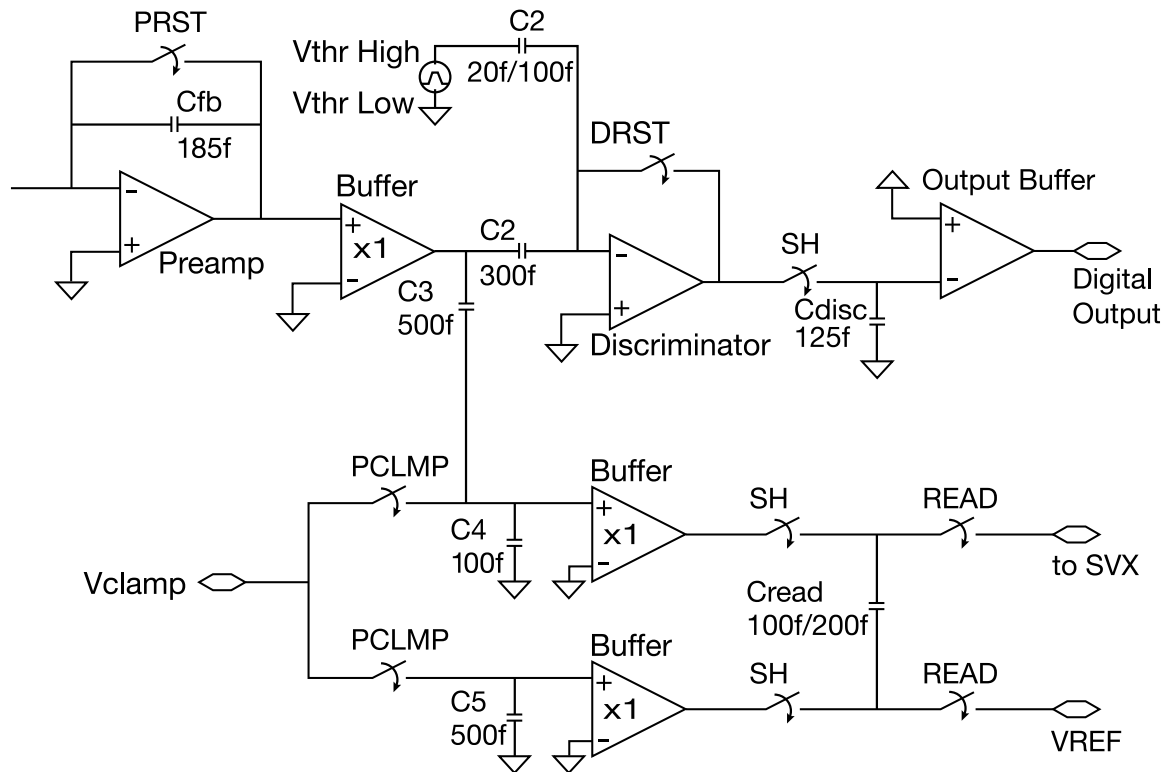 PRST
C2
20f/100f
Vthr High
Vthr Low
Cfb
185f
DRST
-
+
Preamp
Buffer
+
x1
-
C2
300f
C3
500f
-
+
Discriminator
SH
Cdisc
125f
Output Buffer
+
-
Digital
Output
PCLMP
C4
100f
Buffer
+
x1
-
SH
READ
to SVX
Vclamp
Cread
100f/200f
PCLMP
C5
500f
Buffer
+
x1
-
SH
READ
VREF